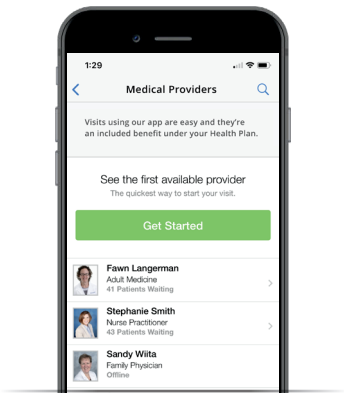 1:29
Medical Providers
Visits using our app are easy and they're
an included benefit under your Health Plan.
See the first available provider
The quickest way to start your visit.
Get Started
Fawn Langerman
Adult Medicine
41 Patients Waiting
Stephanie Smith
Nurse Practitioner
43 Patients Waiting
Sandy Wiita
Family Physician
Offline